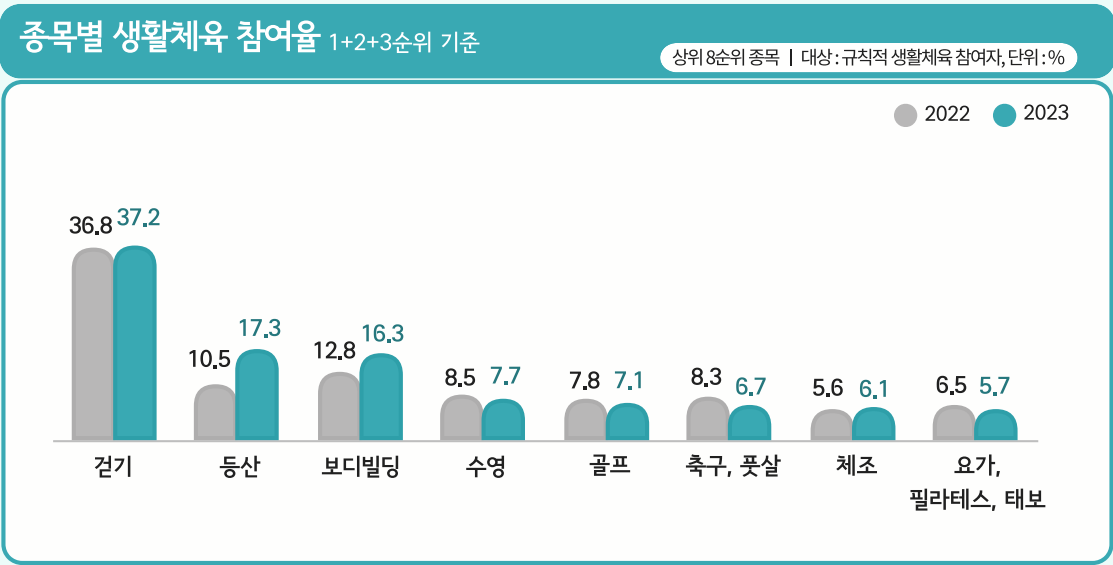 종목별 생활체육 참여율 1+2+3순위 기준
상위 8순위 종목 | 대상 : 규칙적 생활체육 참여자, 단위 : %
2022 2023
36.8 37.2
10.5 17.3
12.8 16.3
8.5 7.7
7.8 7.1
8.3 6.7
5.6 6.1
6.5 5.7
걷기 등산 보디빌딩 수영 골프 축구, 풋살 체조 요가,
필라테스, 태보